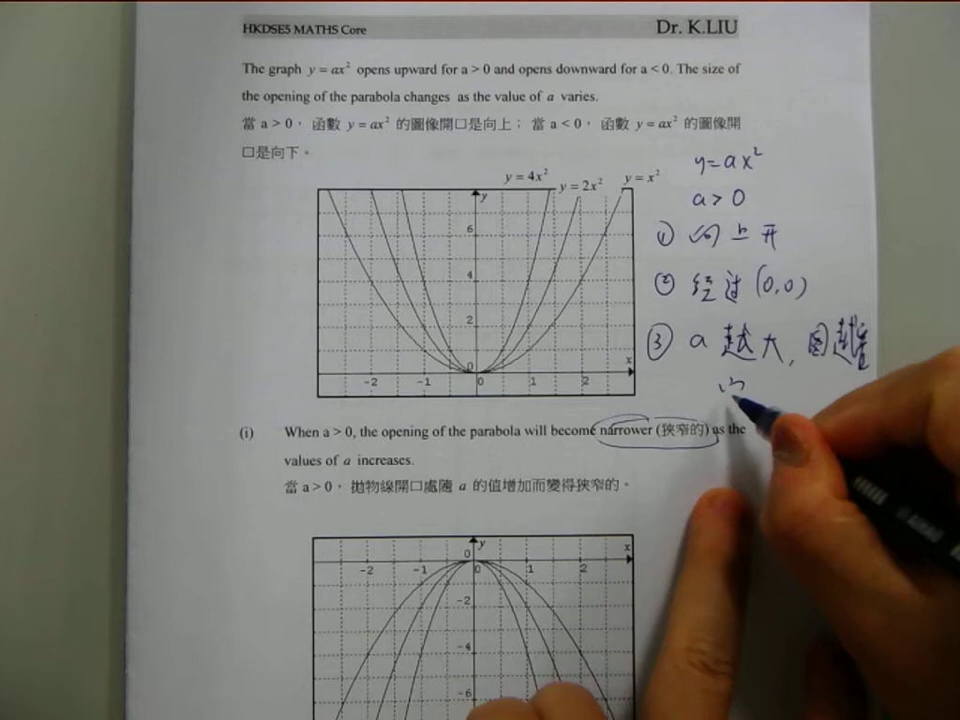 HKDSE5 MATHS Core
Dr. K.LIU
The graph y = ax² opens upward for a > 0 and opens downward for a < 0. The size of
the opening of the parabola changes as the value of a varies.
當 a > 0， 函數 y = ax² 的圖像開口是向上； 當 a < 0， 函數 y = ax² 的圖像開
口是向下。
y = 4x²
y = 2x²
y = x²
y
6
4
2
0
x
-2
-1
0
1
2
y=ax²
a>0
① 向上开
② 经过(0,0)
③ a 越大, 图越
(i) When a > 0, the opening of the parabola will become narrower (狹窄的) as the
values of a increases.
當 a > 0， 拋物線開口處隨 a 的值增加而變得狹窄的。
y
0
x
-2
-1
0
1
2
-2
-4
-6